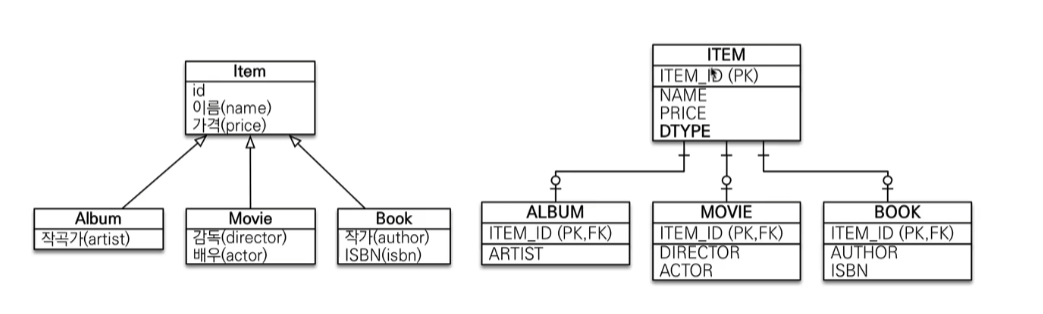 Item
id
이름(name)
가격(price)
Album
작곡가(artist)
Movie
감독(director)
배우(actor)
Book
작가(author)
ISBN(isbn)
ITEM
ITEM_ID (PK)
NAME
PRICE
DTYPE
ALBUM
ITEM_ID (PK,FK)
ARTIST
MOVIE
ITEM_ID (PK,FK)
DIRECTOR
ACTOR
BOOK
ITEM_ID (PK,FK)
AUTHOR
ISBN